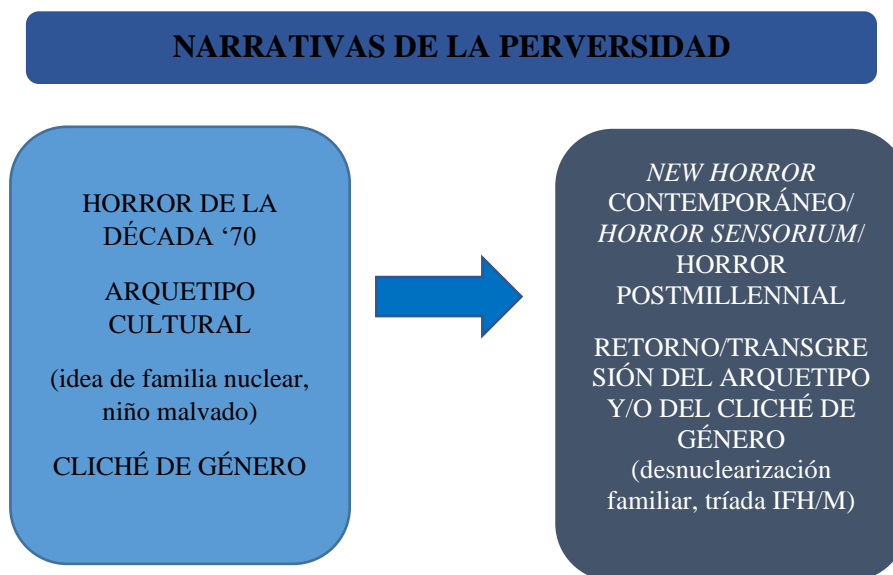 NARRATIVAS DE LA PERVERSIDAD
HORROR DE LA
DÉCADA ‘70
ARQUETIPO
CULTURAL
(idea de familia nuclear,
niño malvado)
CLICHÉ DE GÉNERO
NEW HORROR
CONTEMPORÁNEO/
HORROR SENSORIUM/
HORROR
POSTMILLENNIAL
RETORNO/TRANSGRE
SIÓN DEL ARQUETIPO
Y/O DEL CLICHÉ DE
GÉNERO
(desnuclearización
familiar, tríada IFH/M)